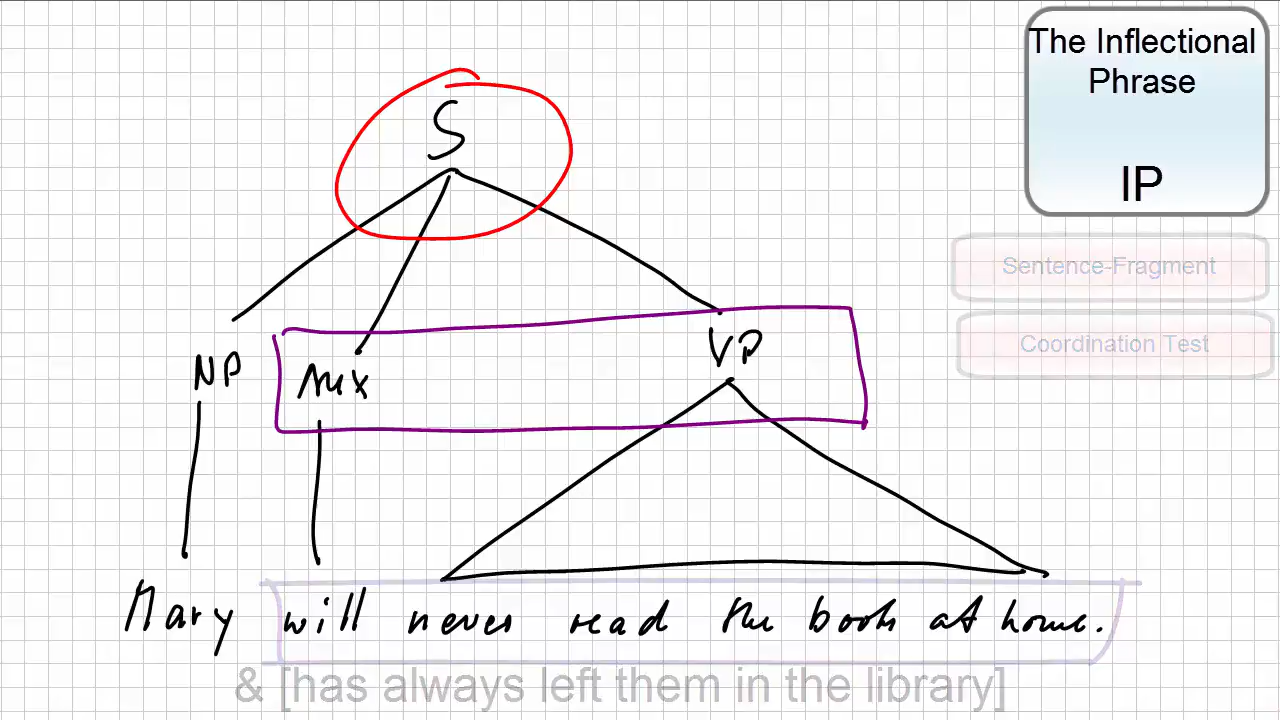 The Inflectional
Phrase
IP
S
Sentence-Fragment
Coordination Test
NP
Aux
VP
Mary will never read the book at home.
& [has always left them in the library]